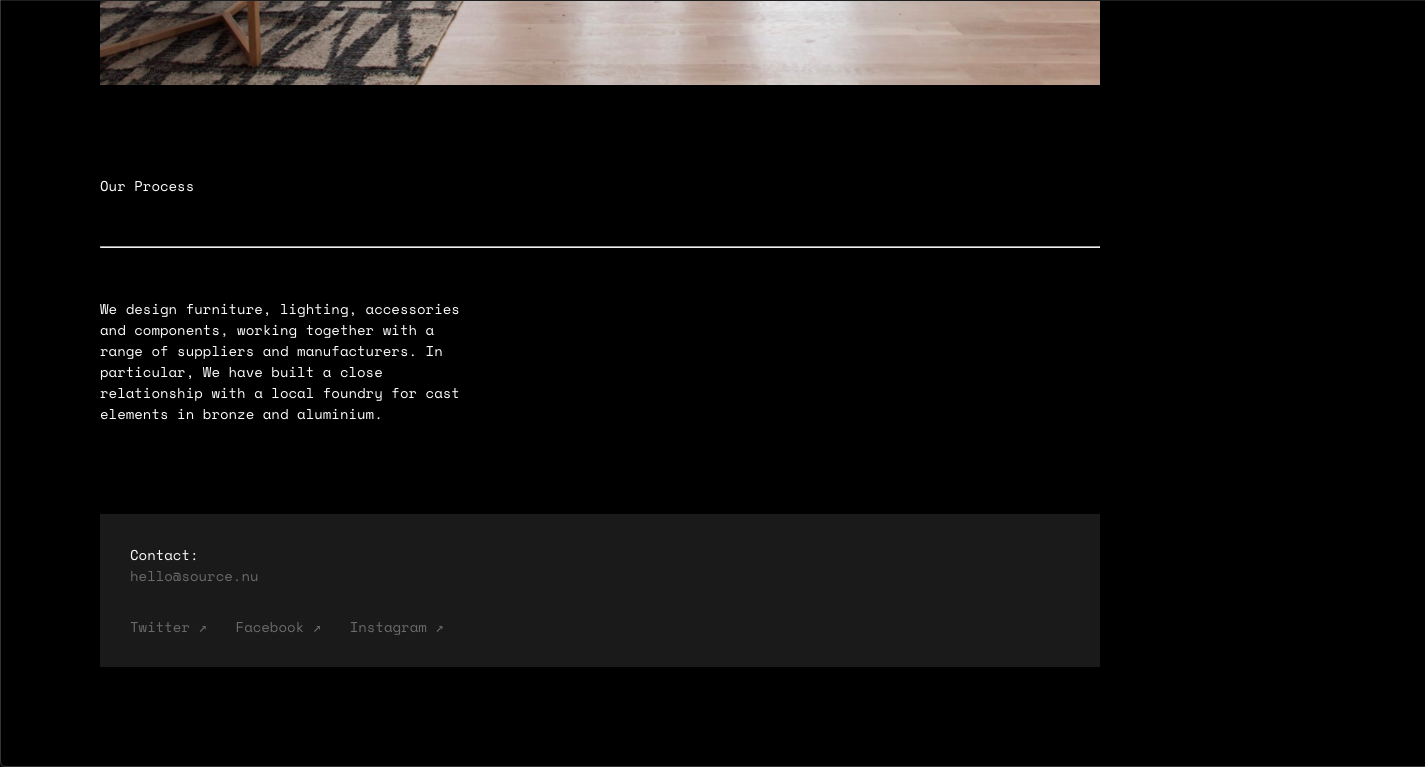 Our Process
We design furniture, lighting, accessories
and components, working together with a
range of suppliers and manufacturers. In
particular, We have built a close
relationship with a local foundry for cast
elements in bronze and aluminium.
Contact:
hello@source.nu
Twitter ↗ Facebook ↗ Instagram ↗